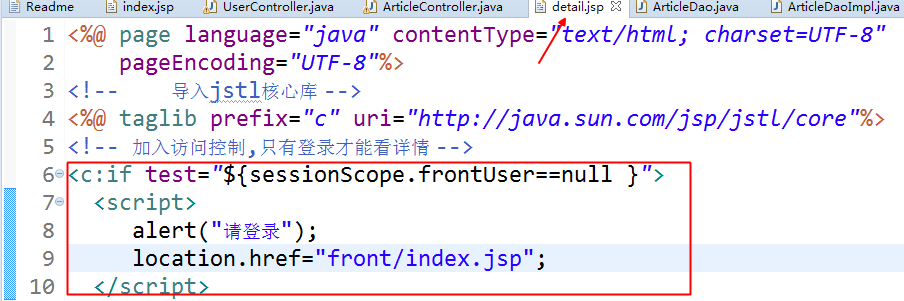 Readme index.jsp UserController.java ArticleController.java detail.jsp ArticleDao.java ArticleDaoImpl.java
1 <%@ page language="java" contentType="text/html; charset=UTF-8"
2 pageEncoding="UTF-8"%>
3 <!-- 导入jstl核心库 -->
4 <%@ taglib prefix="c" uri="http://java.sun.com/jsp/jstl/core"%>
5 <!-- 加入访问控制,只有登录才能看详情 -->
6 <c:if test="${sessionScope.frontUser==null }">
7 <script>
8 alert("请登录");
9 location.href="front/index.jsp";
10 </script>